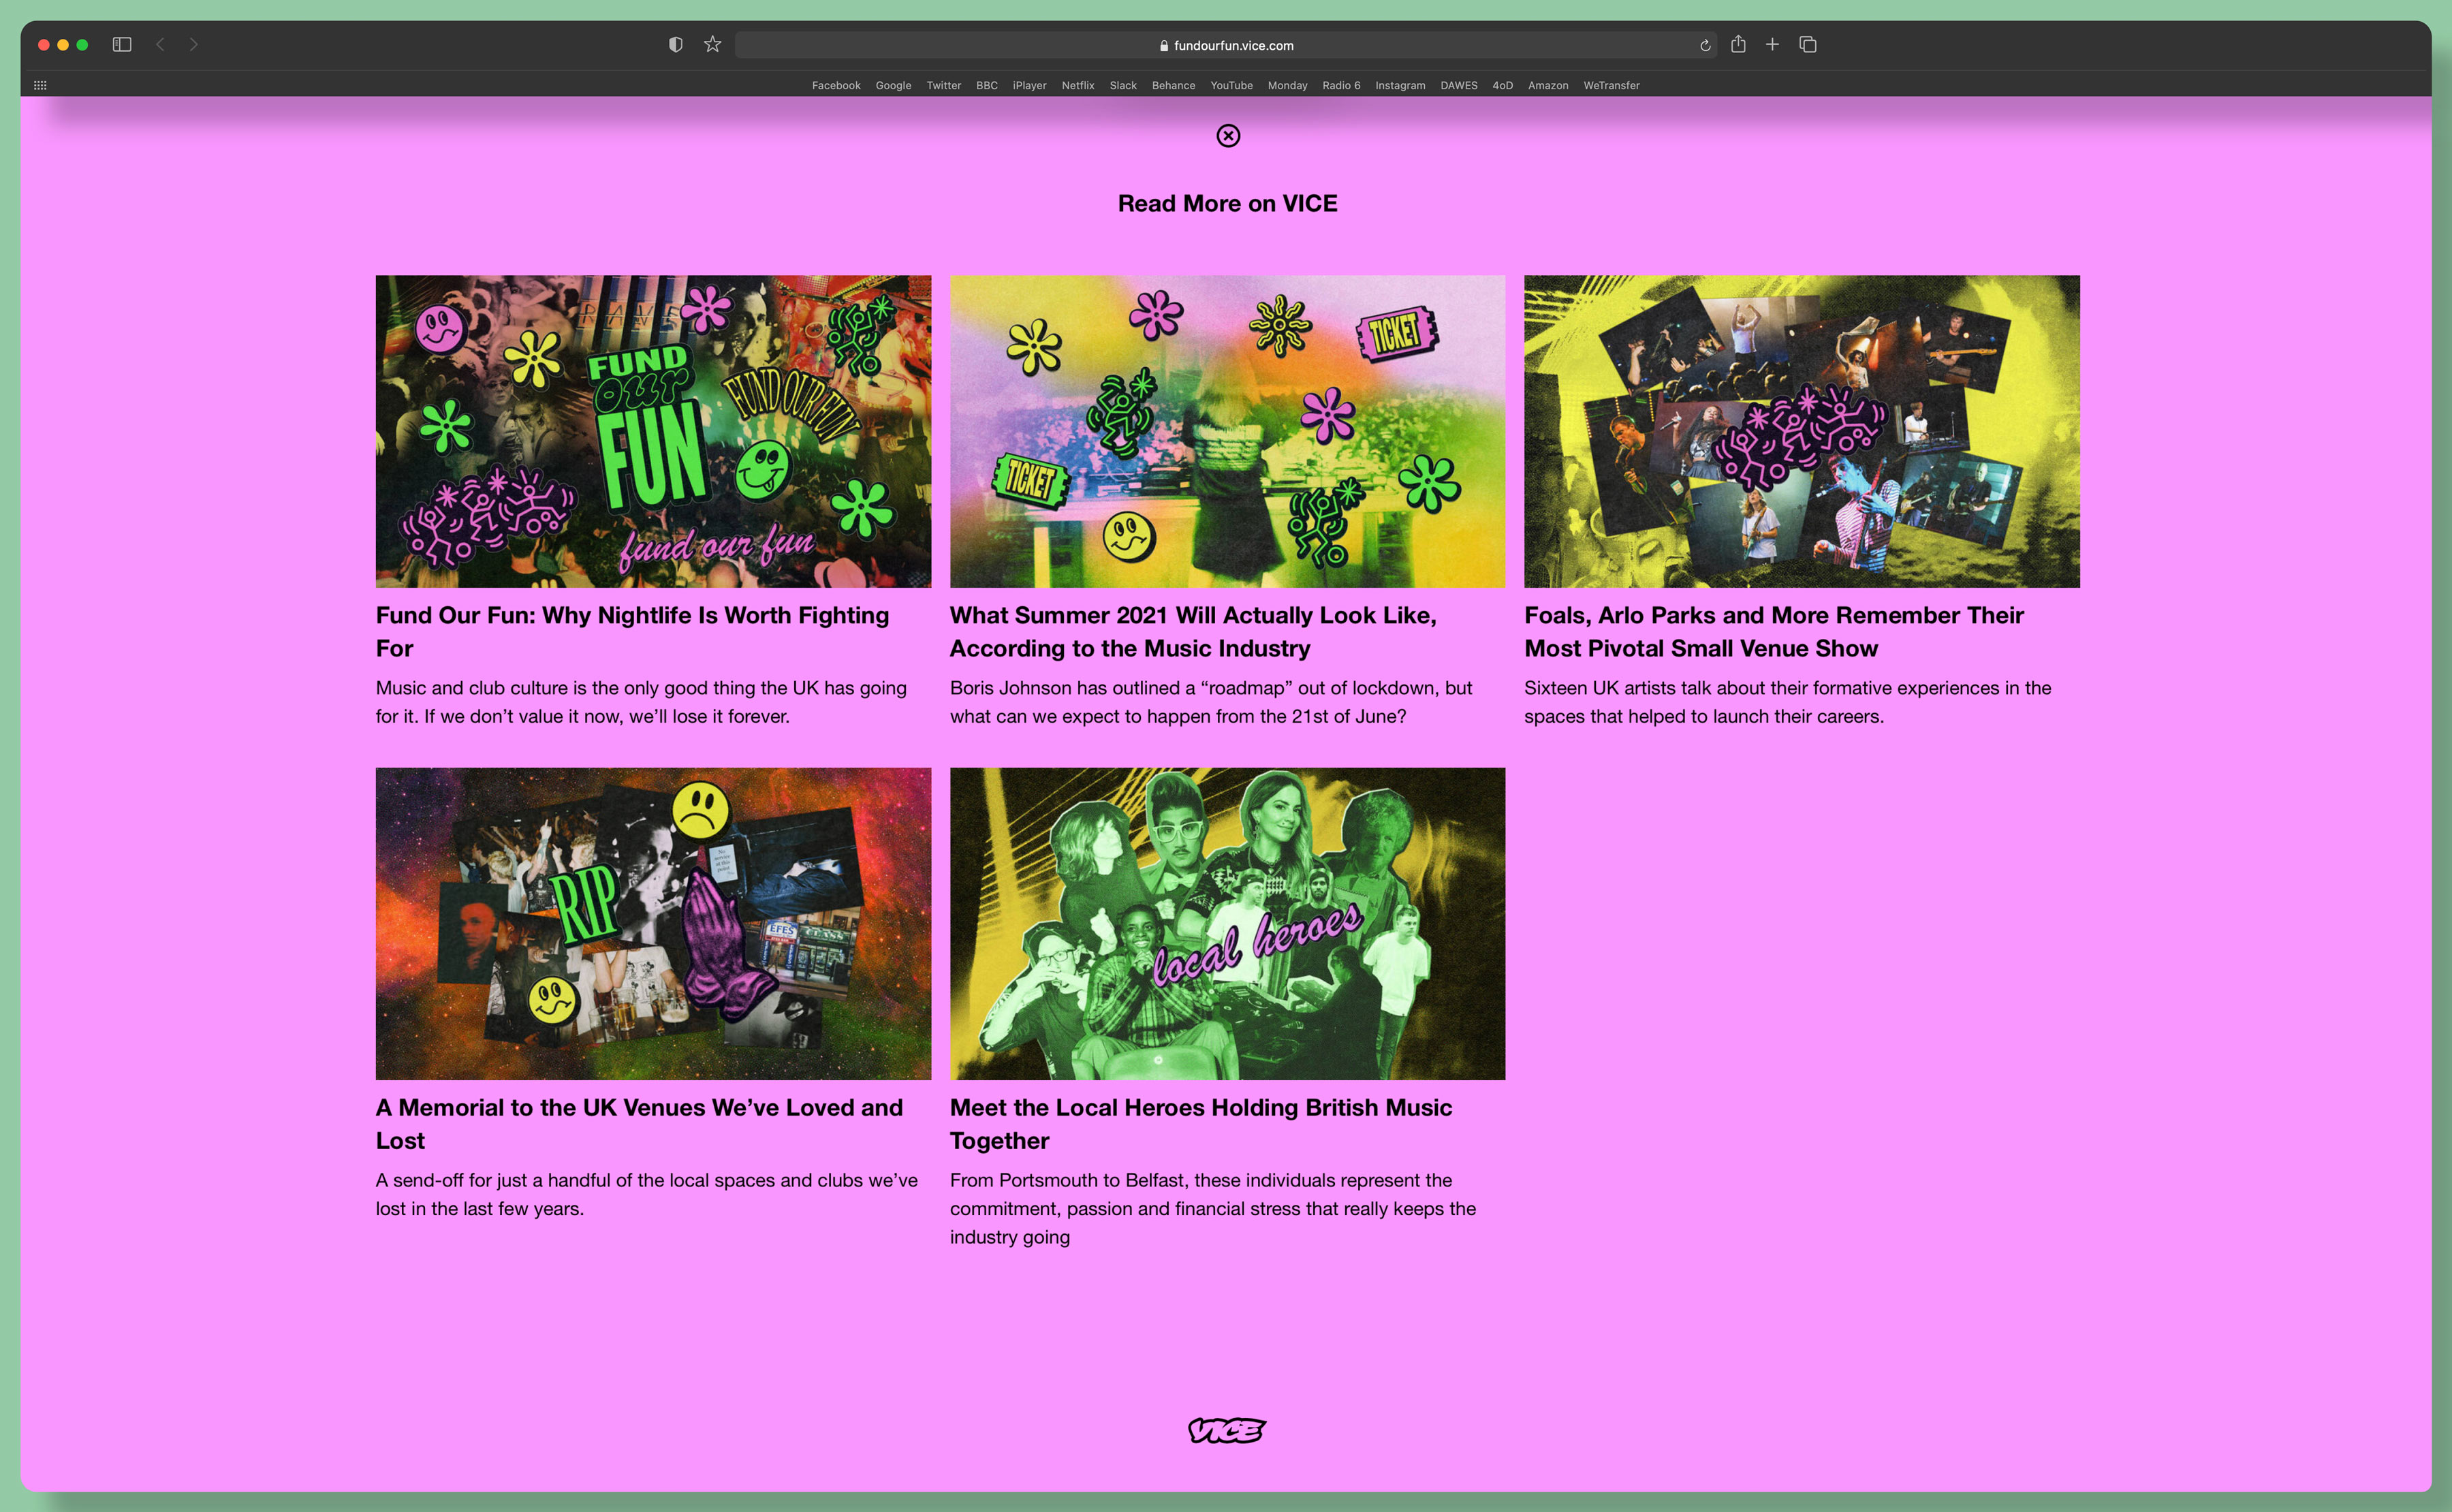 fundourfun.vice.com
Facebook Google Twitter BBC iPlayer Netflix Slack Behance YouTube Monday Radio 6 Instagram DAWES 4oD Amazon WeTransfer
Read More on VICE
RAVE
FUND
our
FUN
FUND OUR FUN
fund our fun
TICKET
TICKET
Fund Our Fun: Why Nightlife Is Worth Fighting
For
Music and club culture is the only good thing the UK has going
for it. If we don’t value it now, we’ll lose it forever.
What Summer 2021 Will Actually Look Like,
According to the Music Industry
Boris Johnson has outlined a “roadmap” out of lockdown, but
what can we expect to happen from the 21st of June?
Foals, Arlo Parks and More Remember Their
Most Pivotal Small Venue Show
Sixteen UK artists talk about their formative experiences in the
spaces that helped to launch their careers.
RIP
No
service
at this
point
EFES
local heroes
A Memorial to the UK Venues We’ve Loved and
Lost
A send-off for just a handful of the local spaces and clubs we’ve
lost in the last few years.
Meet the Local Heroes Holding British Music
Together
From Portsmouth to Belfast, these individuals represent the
commitment, passion and financial stress that really keeps the
industry going
VICE